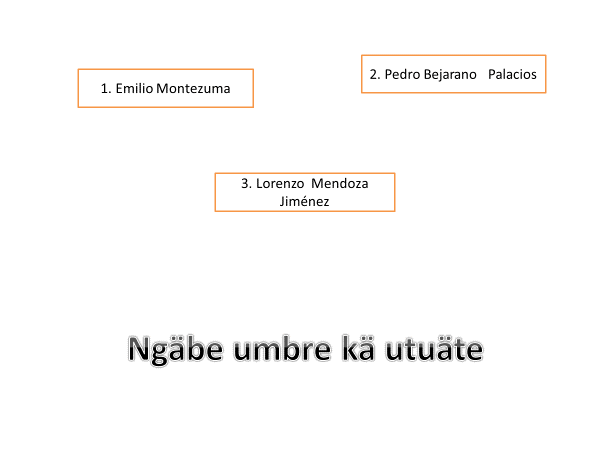 1. Emilio Montezuma
2. Pedro Bejarano Palacios
3. Lorenzo Mendoza
Jiménez
Ngäbe umbre kä utuäte